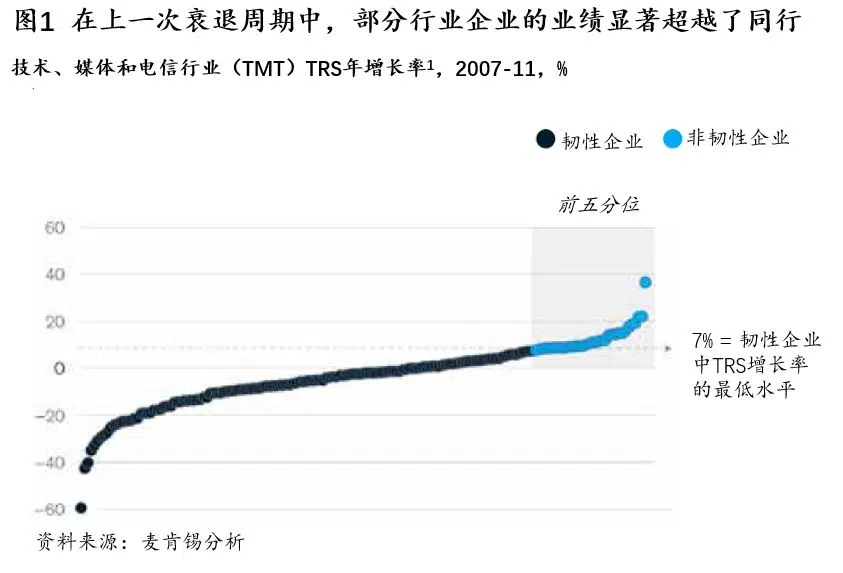 图1 在上一次衰退周期中，部分行业企业的业绩显著超越了同行
技术、媒体和电信行业（TMT）TRS年增长率1，2007-11，%
韧性企业
非韧性企业
前五分位
60
40
20
0
-20
-40
-60
7% = 韧性企业
中TRS增长率
的最低水平
资料来源：麦肯锡分析